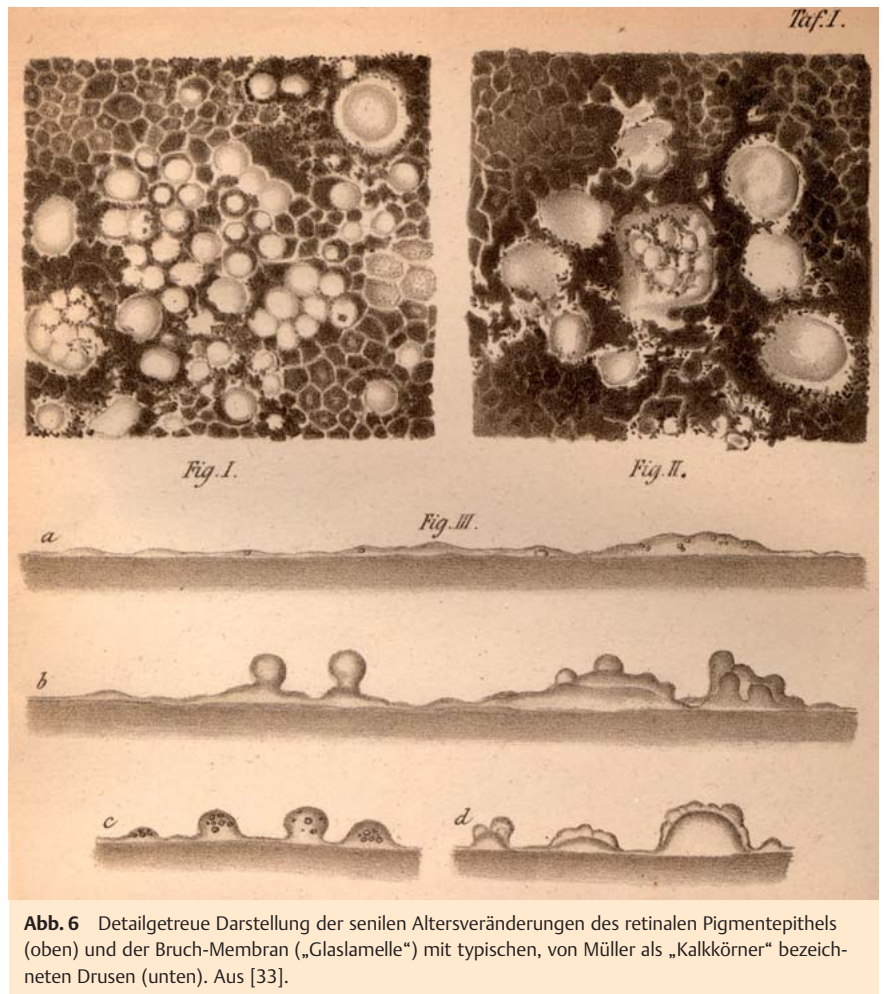 Taf. I.
Fig. I.
Fig. II.
Fig. III.
a
b
c
d
Abb. 6 Detailgetreue Darstellung der senilen Altersveränderungen des retinalen Pigmentepithels
(oben) und der Bruch-Membran („Glaslamelle“) mit typischen, von Müller als „Kalkkörner“ bezeich-
neten Drusen (unten). Aus [33].